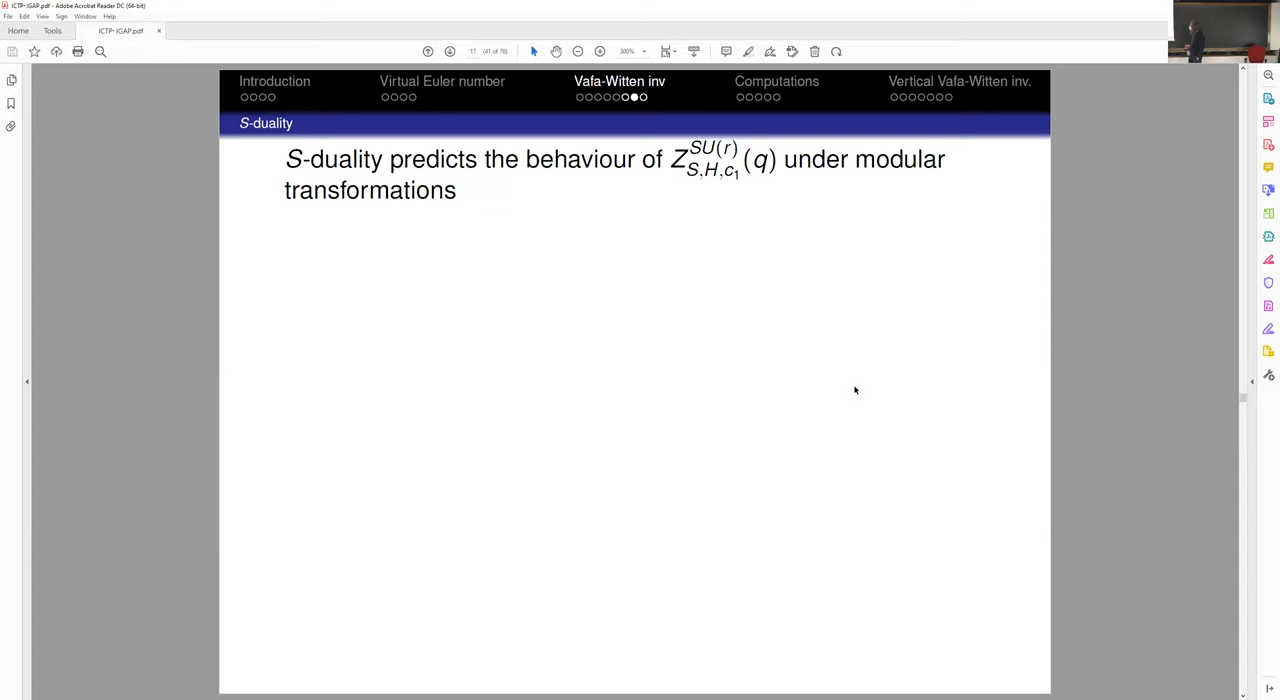 ICTP- IGAP.pdf - Adobe Acrobat Reader DC (64-bit)
File Edit View Sign Window Help
Home Tools ICTP- IGAP.pdf ×
17 (41 of 76) 300%
Introduction Virtual Euler number Vafa-Witten inv Computations Vertical Vafa-Witten inv.
S-duality
S-duality predicts the behaviour of Z^{SU(r)}_{S,H,c_1}(q) under modular
transformations